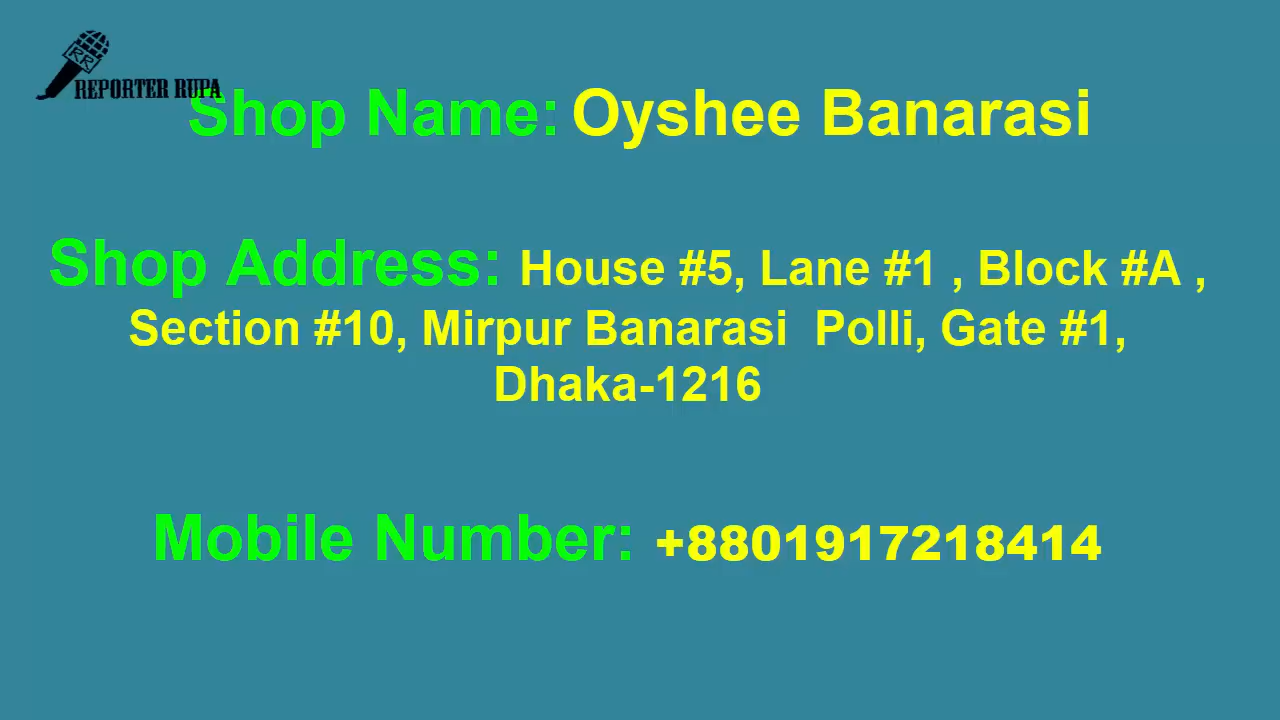 RR
REPORTER RUPA
Shop Name: Oyshee Banarasi
Shop Address: House #5, Lane #1 , Block #A ,
Section #10, Mirpur Banarasi  Polli, Gate #1,
Dhaka-1216
Mobile Number: +8801917218414